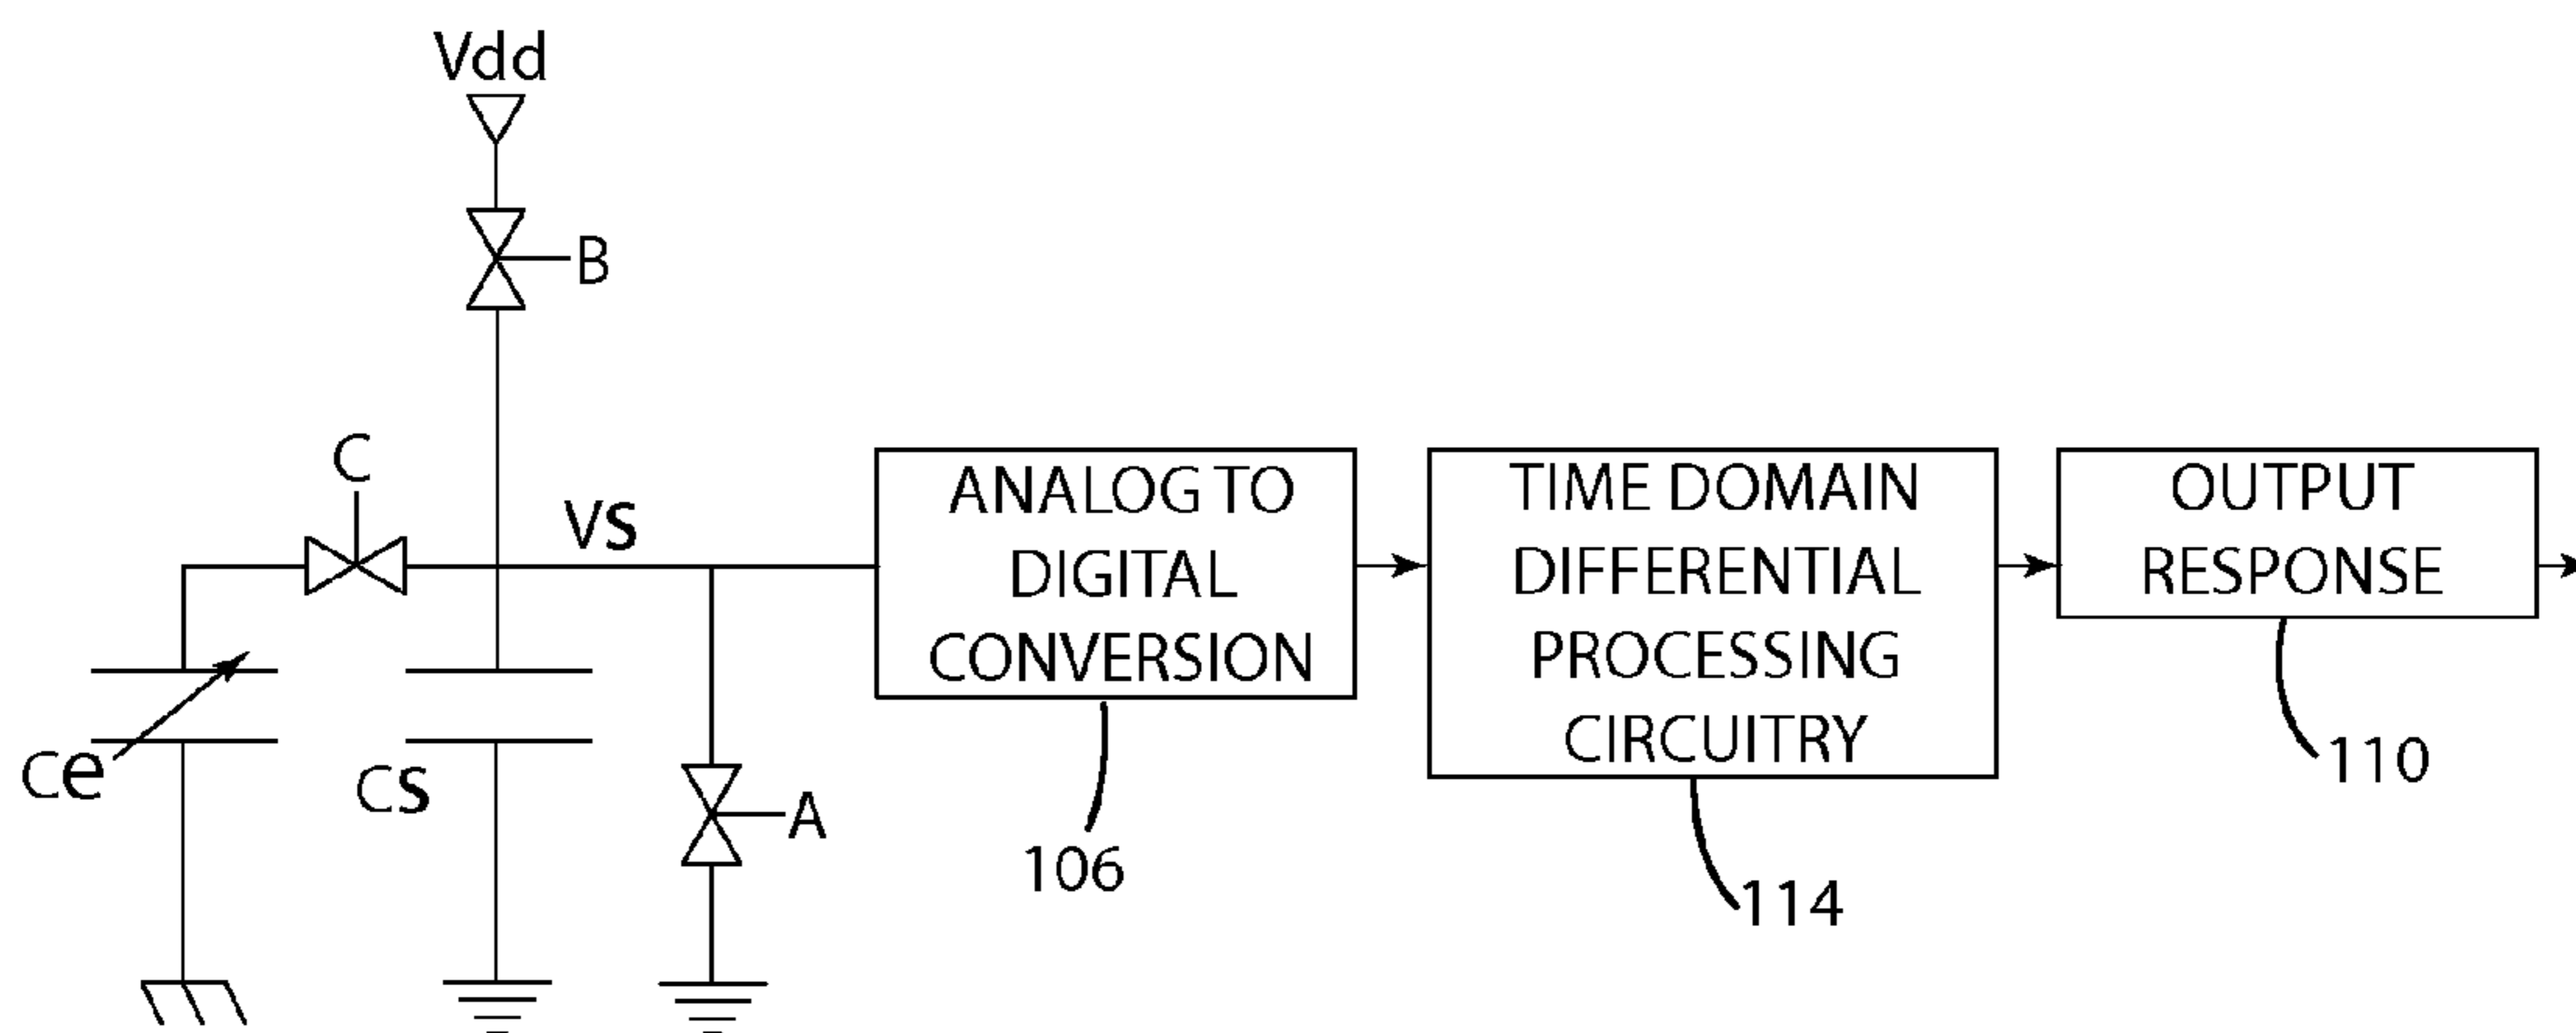 Vdd
B
C
Vs
ANALOG TO
DIGITAL
CONVERSION
TIME DOMAIN
DIFFERENTIAL
PROCESSING
CIRCUITRY
OUTPUT
RESPONSE
Ce
Cs
A
106
114
110